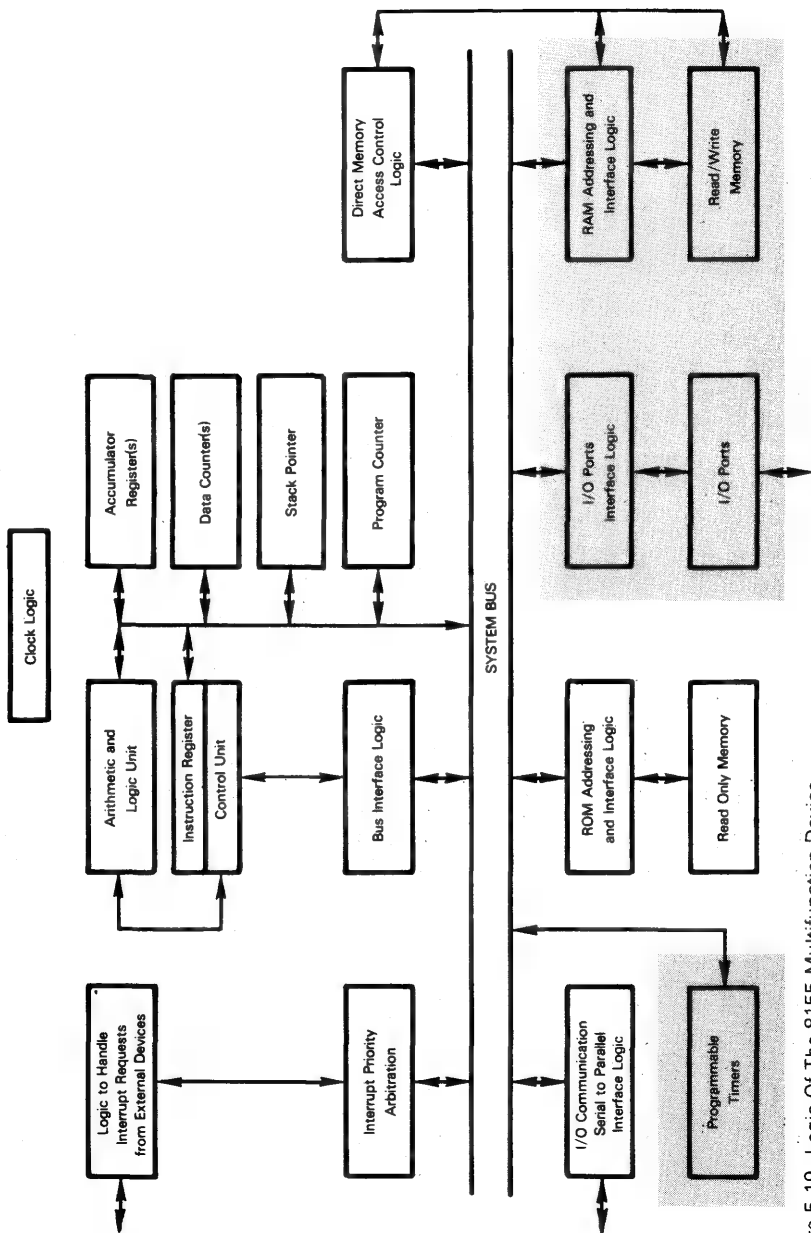 Clock Logic
Logic to Handle
Interrupt Requests
from External Devices
Interrupt Priority
Arbitration
Arithmetic and
Logic Unit
Instruction Register
Control Unit
Bus Interface Logic
Accumulator
Register(s)
Data Counter(s)
Stack Pointer
Program Counter
Direct Memory
Access Control
Logic
SYSTEM BUS
I/O Communication
Serial to Parallel
Interface Logic
Programmable
Timers
ROM Addressing
and Interface Logic
Read Only Memory
I/O Ports
Interface Logic
I/O Ports
RAM Addressing and
Interface Logic
Read/Write
Memory
5-19. Logic Of The 8155 Multifunction Device